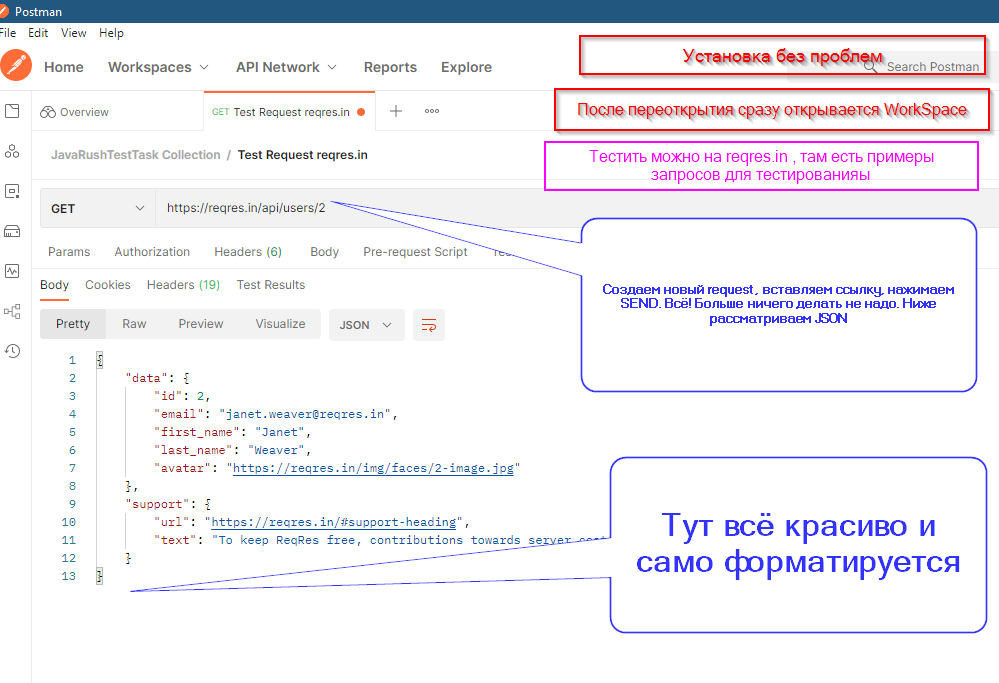 Postman
File Edit View Help
Home Workspaces API Network Reports Explore
Установка без проблем
Search Postman
Overview
GET Test Request reqres.in
После переоткрытия сразу открывается WorkSpace
JavaRushTestTask Collection / Test Request reqres.in
Тестить можно на reqres.in , там есть примеры
запросов для тестированияы
GET
https://reqres.in/api/users/2
Params Authorization Headers (6) Body Pre-request Script
Body Cookies Headers (19) Test Results
Создаем новый request, вставляем ссылку, нажимаем
SEND. Всё! Больше ничего делать не надо. Ниже
рассматриваем JSON
Pretty Raw Preview Visualize JSON
1 {
2 "data": {
3 "id": 2,
4 "email": "janet.weaver@reqres.in",
5 "first_name": "Janet",
6 "last_name": "Weaver",
7 "avatar": "https://reqres.in/img/faces/2-image.jpg"
8 },
9 "support": {
10 "url": "https://reqres.in/#support-heading",
11 "text": "To keep ReqRes free, contributions towards server
12 }
13 }
Тут всё красиво и
само форматируется